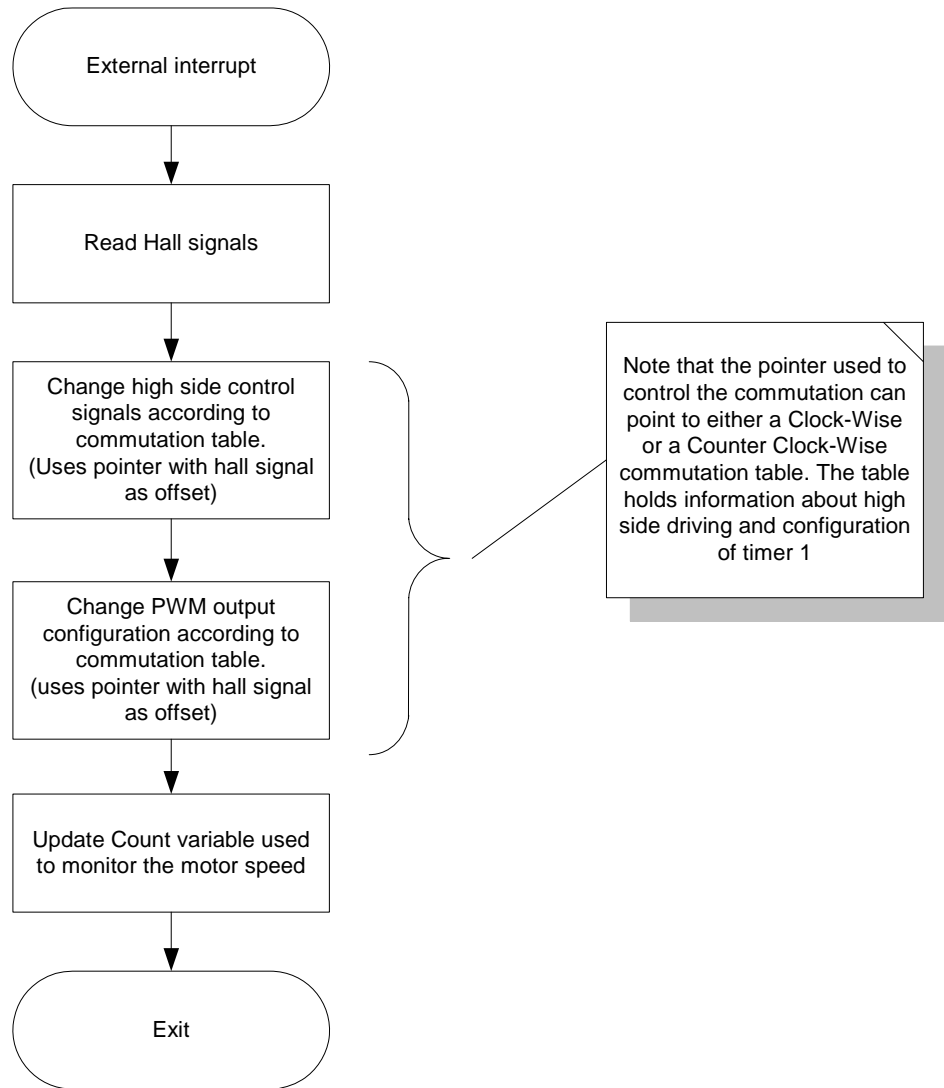 External interrupt
Read Hall signals
Change high side control
signals according to
commutation table.
(Uses pointer with hall signal
as offset)
Change PWM output
configuration according to
commutation table.
(uses pointer with hall signal
as offset)
Update Count variable used
to monitor the motor speed
Exit
Note that the pointer used to
control the commutation can
point to either a Clock-Wise
or a Counter Clock-Wise
commutation table. The table
holds information about high
side driving and configuration
of timer 1